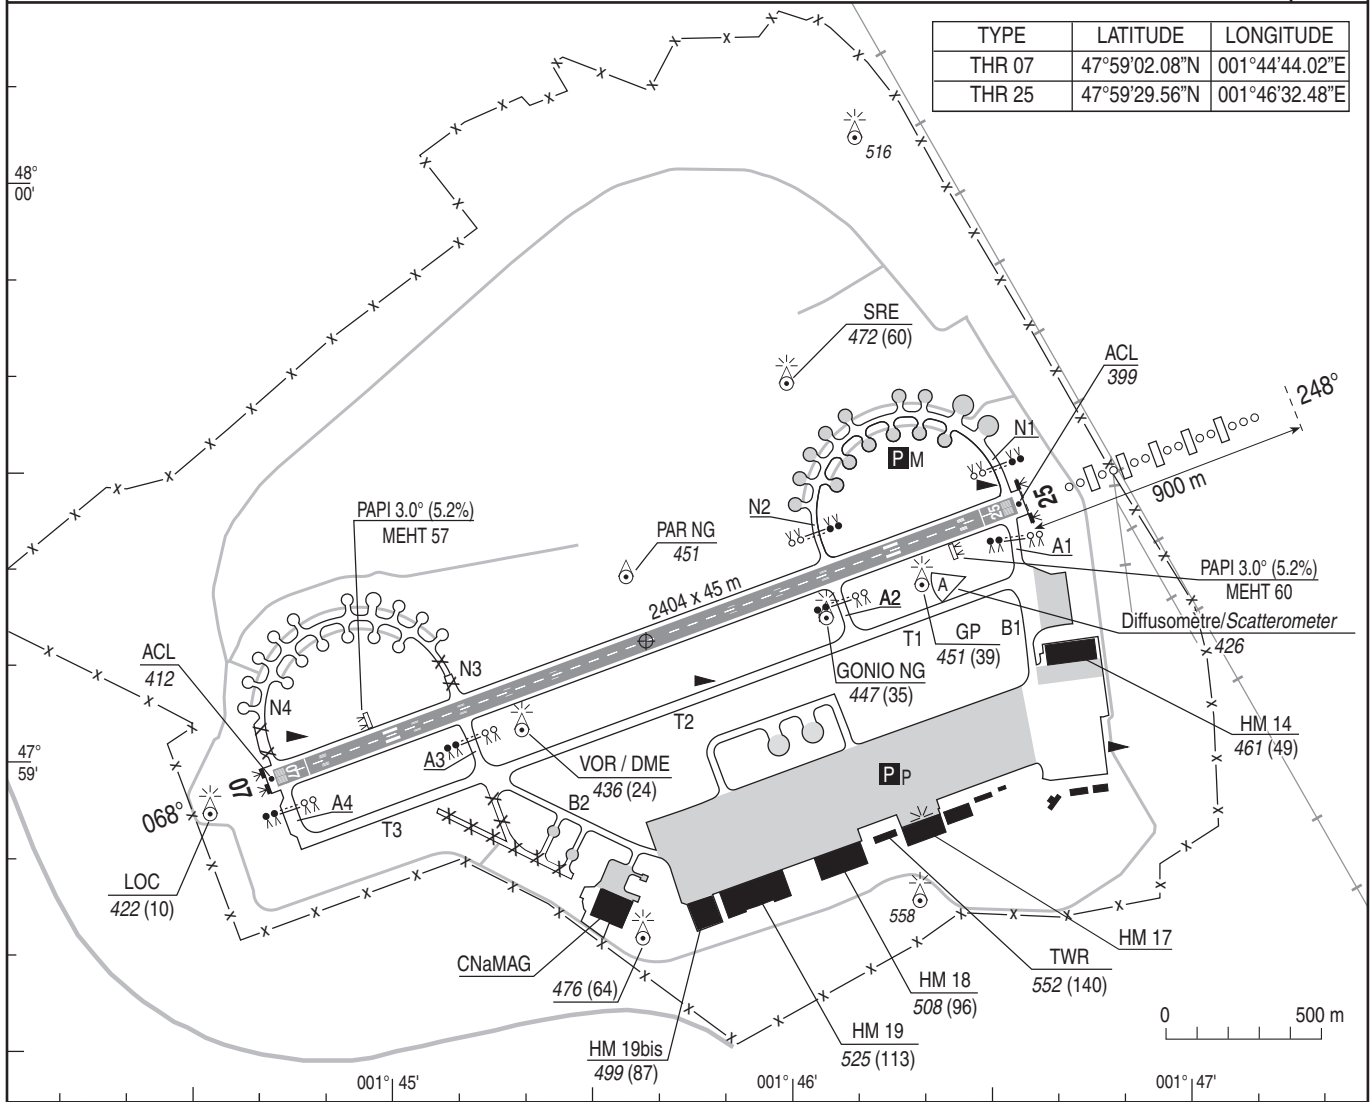 TYPE LATITUDE LONGITUDE
THR 07 47°59'02.08"N 001°44'44.02"E
THR 25 47°59'29.56"N 001°46'32.48"E
516
48°
00'
SRE
472 (60)
ACL
399
248°
N1
P M
25
900 m
PAPI 3.0° (5.2%)
MEHT 57
N2
25
PAR NG
451
A1
PAPI 3.0° (5.2%)
MEHT 60
2404 x 45 m
A
A2
Diffusomètre/Scatterometer
426
T1
B1
GP
451 (39)
ACL
412
N3
GONIO NG
447 (35)
N4
T2
HM 14
461 (49)
47°
59'
07
07
A3
VOR / DME
436 (24)
P P
068°
A4
B2
T3
LOC
422 (10)
558
HM 17
CNaMAG
TWR
552 (140)
476 (64)
HM 18
508 (96)
0 500 m
HM 19
525 (113)
HM 19bis
499 (87)
001° 45'
001° 46'
001° 47'